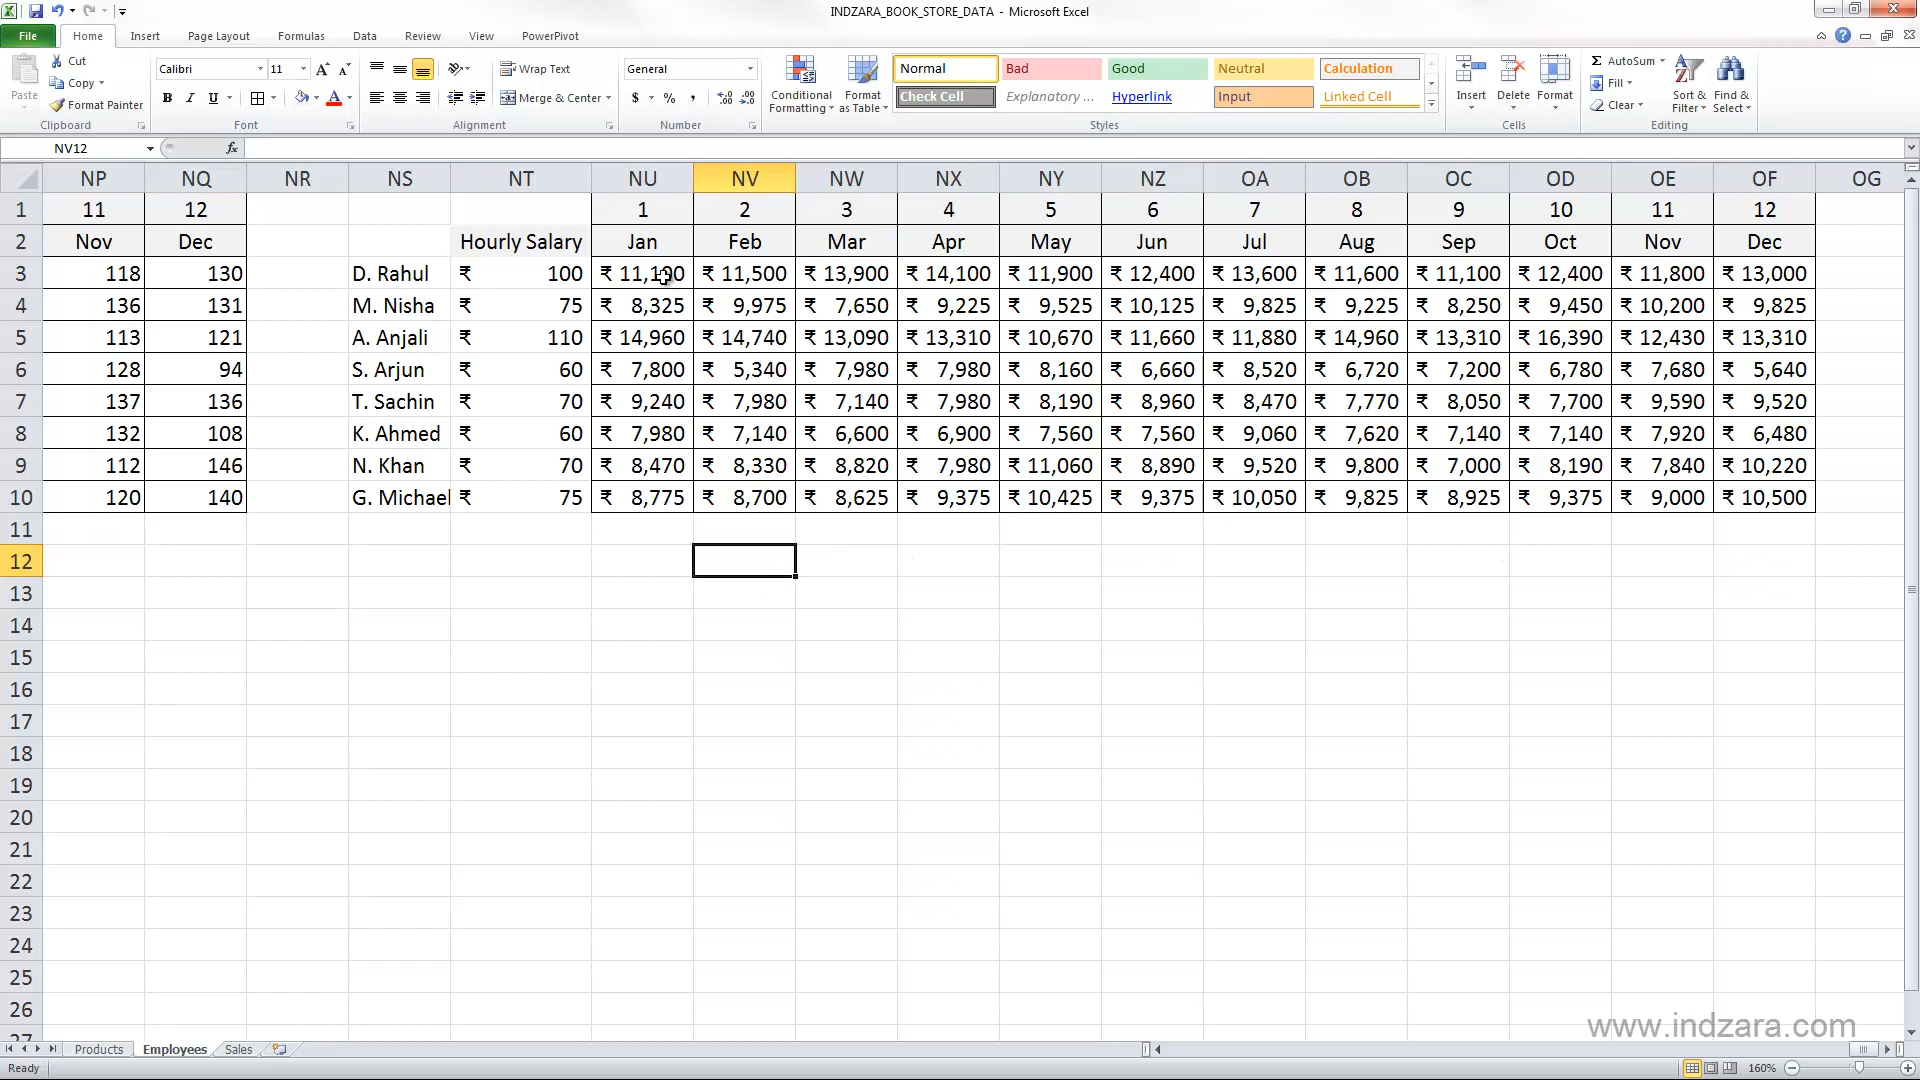 INDZARA_BOOK_STORE_DATA - Microsoft Excel
File Home Insert Page Layout Formulas Data Review View PowerPivot
Paste Cut Copy Format Painter Clipboard
Calibri 11 B I U Font
Wrap Text Merge & Center Alignment
General $ % , Number
Conditional Formatting Format as Table Normal Bad Good Neutral Calculation
Check Cell Explanatory ... Hyperlink Input Linked Cell Styles
Insert Delete Format Cells
Σ AutoSum Fill Clear Sort & Filter Find & Select Editing
NV12 fx
NP NQ NR NS NT NU NV NW NX NY NZ OA OB OC OD OE OF OG
1 11 12 1 2 3 4 5 6 7 8 9 10 11 12
2 Nov Dec Hourly Salary Jan Feb Mar Apr May Jun Jul Aug Sep Oct Nov Dec
3 118 130 D. Rahul ₹ 100 ₹ 11,100 ₹ 11,500 ₹ 13,900 ₹ 14,100 ₹ 11,900 ₹ 12,400 ₹ 13,600 ₹ 11,600 ₹ 11,100 ₹ 12,400 ₹ 11,800 ₹ 13,000
4 136 131 M. Nisha ₹ 75 ₹ 8,325 ₹ 9,975 ₹ 7,650 ₹ 9,225 ₹ 9,525 ₹ 10,125 ₹ 9,825 ₹ 9,225 ₹ 8,250 ₹ 9,450 ₹ 10,200 ₹ 9,825
5 113 121 A. Anjali ₹ 110 ₹ 14,960 ₹ 14,740 ₹ 13,090 ₹ 13,310 ₹ 10,670 ₹ 11,660 ₹ 11,880 ₹ 14,960 ₹ 13,310 ₹ 16,390 ₹ 12,430 ₹ 13,310
6 128 94 S. Arjun ₹ 60 ₹ 7,800 ₹ 5,340 ₹ 7,980 ₹ 7,980 ₹ 8,160 ₹ 6,660 ₹ 8,520 ₹ 6,720 ₹ 7,200 ₹ 6,780 ₹ 7,680 ₹ 5,640
7 137 136 T. Sachin ₹ 70 ₹ 9,240 ₹ 7,980 ₹ 7,140 ₹ 7,980 ₹ 8,190 ₹ 8,960 ₹ 8,470 ₹ 7,770 ₹ 8,050 ₹ 7,700 ₹ 9,590 ₹ 9,520
8 132 108 K. Ahmed ₹ 60 ₹ 7,980 ₹ 7,140 ₹ 6,600 ₹ 6,900 ₹ 7,560 ₹ 7,560 ₹ 9,060 ₹ 7,620 ₹ 7,140 ₹ 7,140 ₹ 7,920 ₹ 6,480
9 112 146 N. Khan ₹ 70 ₹ 8,470 ₹ 8,330 ₹ 8,820 ₹ 7,980 ₹ 11,060 ₹ 8,890 ₹ 9,520 ₹ 9,800 ₹ 7,000 ₹ 8,190 ₹ 7,840 ₹ 10,220
10 120 140 G. Michael ₹ 75 ₹ 8,775 ₹ 8,700 ₹ 8,625 ₹ 9,375 ₹ 10,425 ₹ 9,375 ₹ 10,050 ₹ 9,825 ₹ 8,925 ₹ 9,375 ₹ 9,000 ₹ 10,500
11
12
13
14
15
16
17
18
19
20
21
22
23
24
25
26
27
www.indzara.com
Products Employees Sales
Ready 160%